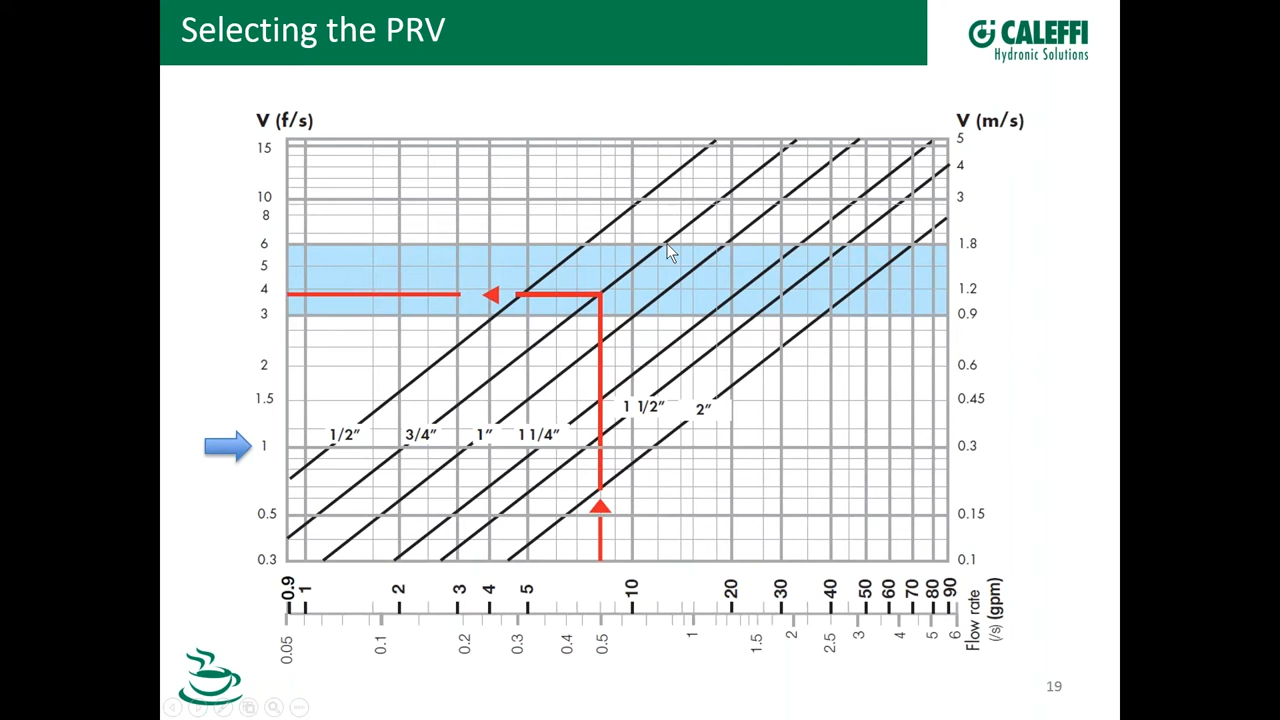 Selecting the PRV
CALEFFI
Hydronic Solutions
V (f/s)
V (m/s)
15
10
8
6
5
4
3
2
1.5
1
0.5
0.3
5
4
3
1.8
1.2
0.9
0.6
0.45
0.3
0.15
0.1
1/2" 3/4" 1" 1 1/4" 1 1/2" 2"
0.9 1 2 3 4 5 10 20 30 40 50 60 70 80 90 (gpm)
0.05 0.1 0.2 0.3 0.4 0.5 1 1.5 2 2.5 3 4 5 6 (/s)
Flow rate
19